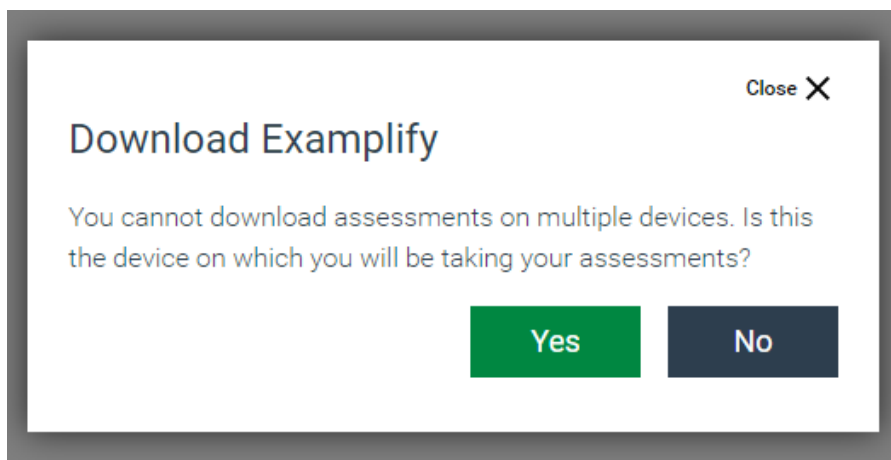 Close
Download Examplify
You cannot download assessments on multiple devices. Is this
the device on which you will be taking your assessments?
Yes No